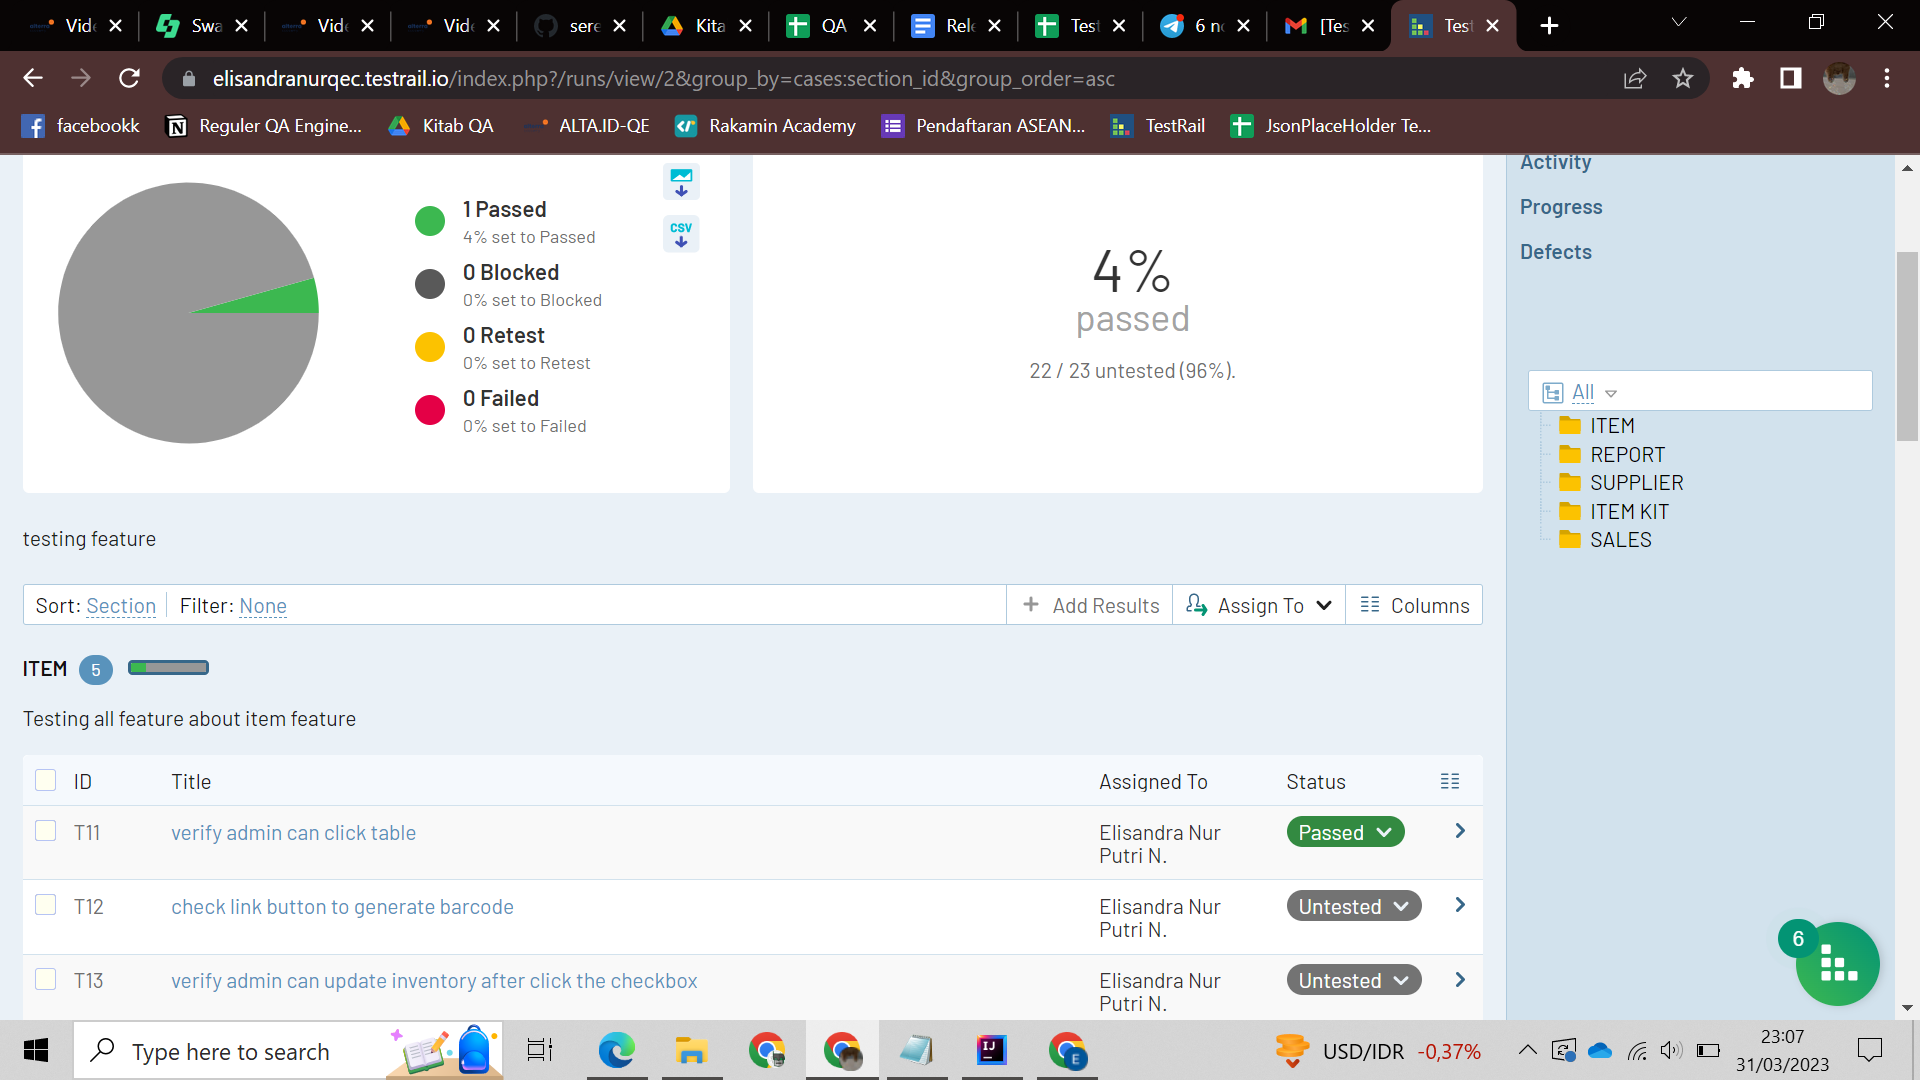 Vide
Swa
Vide
Vide
sere
Kita
QA
Rele
Test
6 no
[Tes
Test
elisandranurqec.testrail.io/index.php?/runs/view/2&group_by=cases:section_id&group_order=asc
facebookk
Reguler QA Engine...
Kitab QA
ALTA.ID-QE
Rakamin Academy
Pendaftaran ASEAN...
TestRail
JsonPlaceHolder Te...
1 Passed
4% set to Passed
0 Blocked
0% set to Blocked
0 Retest
0% set to Retest
0 Failed
0% set to Failed
CSV
4%
passed
22 / 23 untested (96%).
Activity
Progress
Defects
All
ITEM
REPORT
SUPPLIER
ITEM KIT
SALES
testing feature
Sort: Section
Filter: None
Add Results
Assign To
Columns
ITEM 5
Testing all feature about item feature
ID Title Assigned To Status
T11 verify admin can click table Elisandra Nur Passed
Putri N.
T12 check link button to generate barcode Elisandra Nur Untested
Putri N.
T13 verify admin can update inventory after click the checkbox Elisandra Nur Untested
Putri N.
6
Type here to search
IJ
E
USD/IDR -0,37%
23:07
31/03/2023